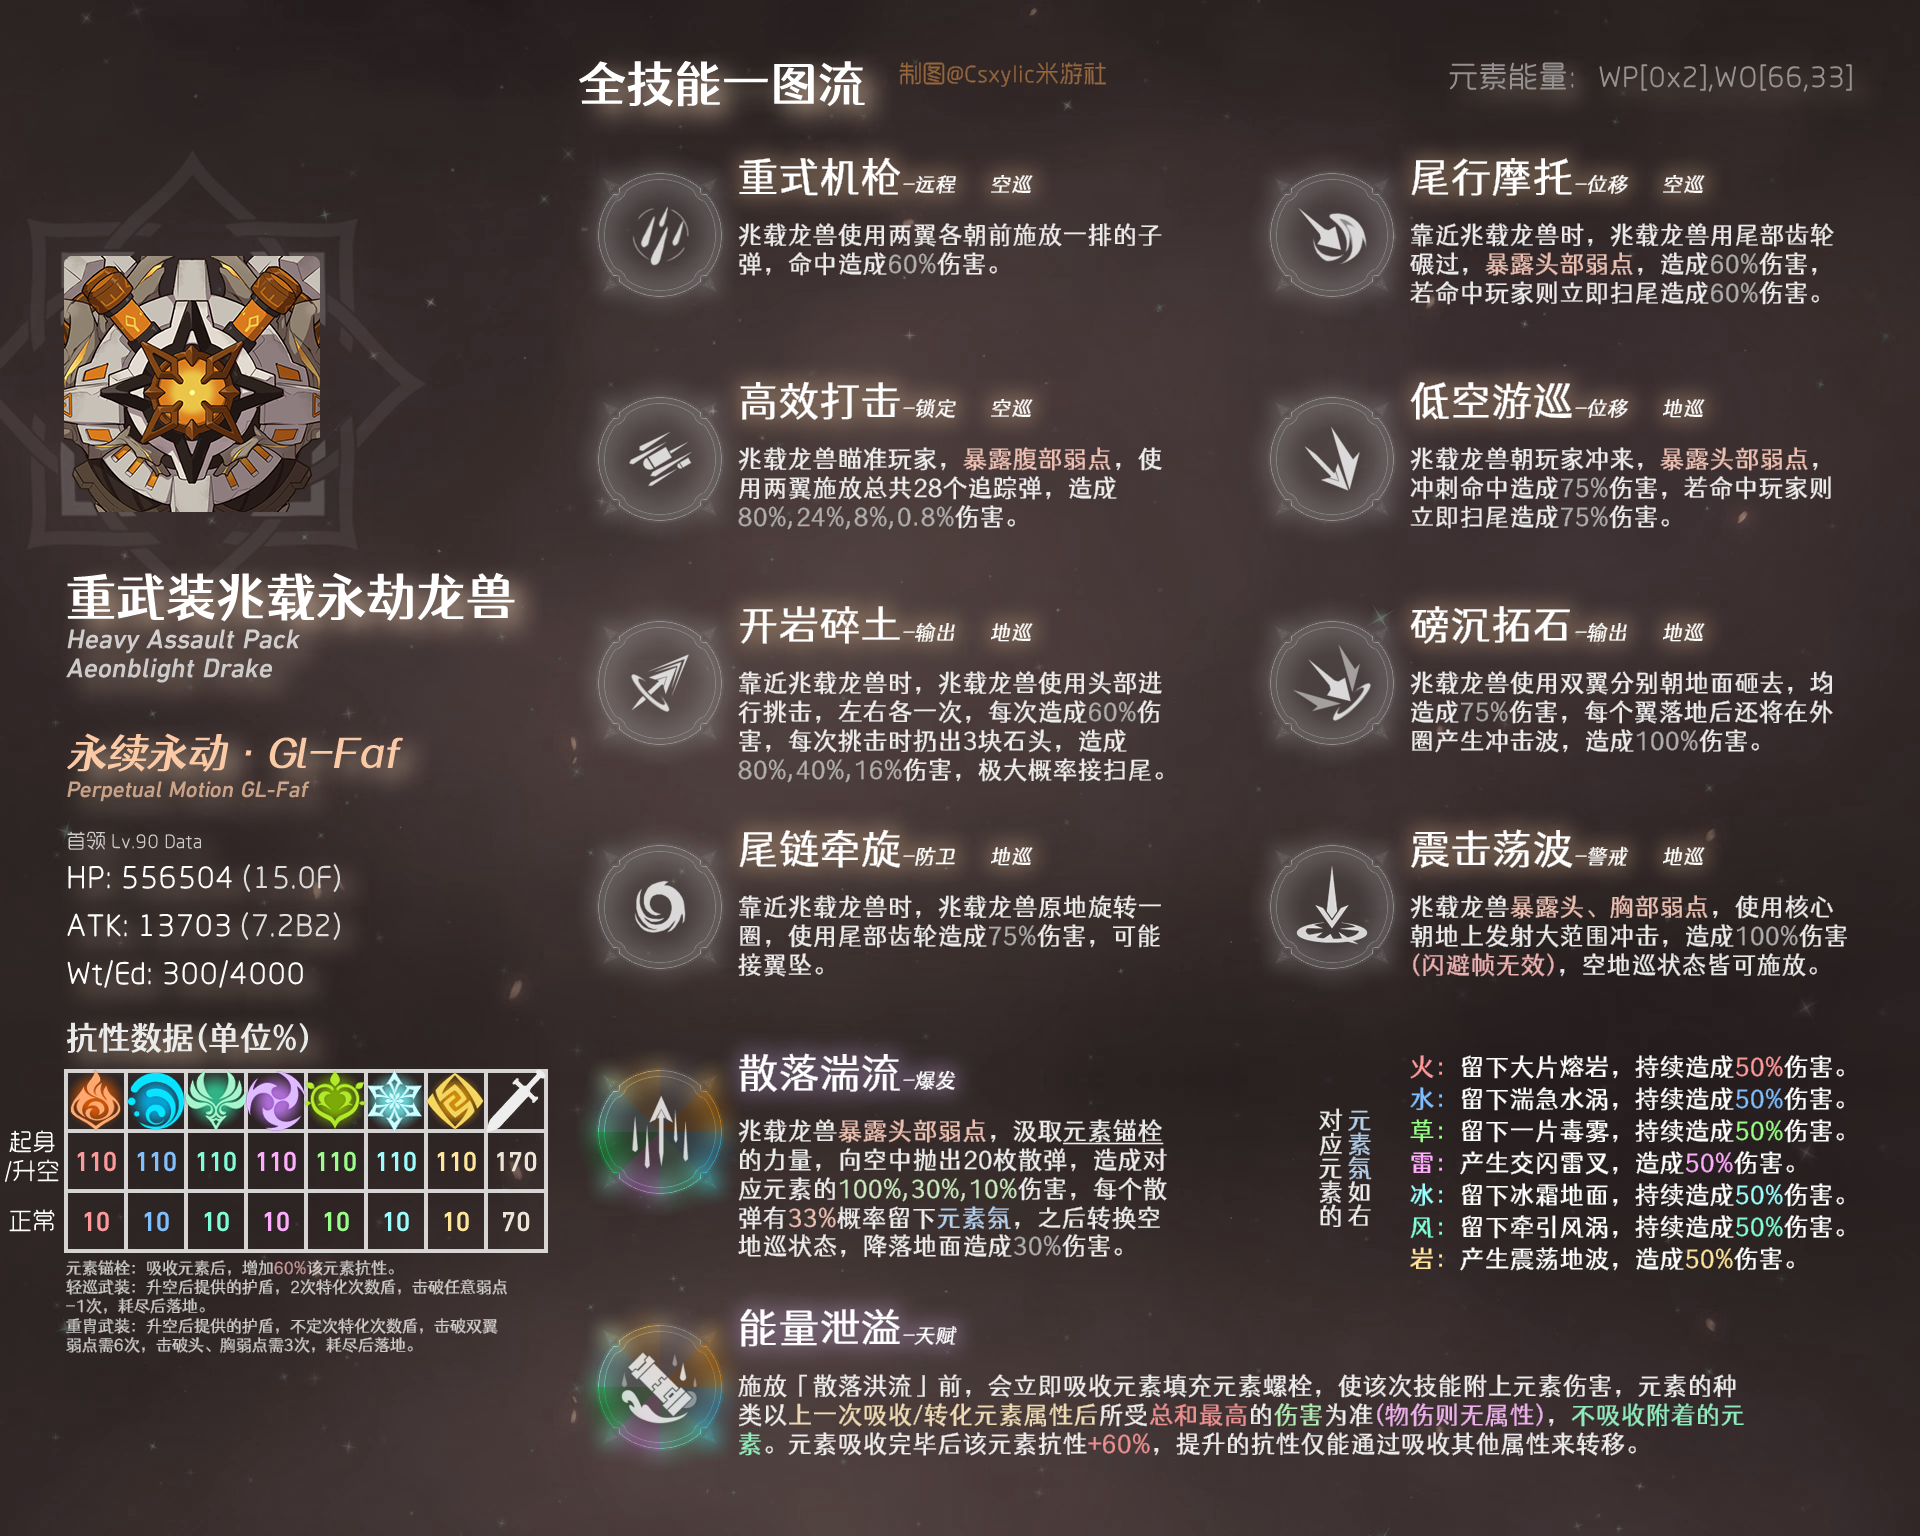 全技能一图流
制图@Csxylic米游社
元素能量： WP[0x2],WO[66,33]
重武装兆载永劫龙兽
Heavy Assault Pack
Aeonblight Drake
永续永动 · Gl-Faf
Perpetual Motion GL-Faf
首领 Lv.90 Data
HP: 556504 (15.0F)
ATK: 13703 (7.2B2)
Wt/Ed: 300/4000
抗性数据(单位%)
起身
/升空
110 110 110 110 110 110 110 170
正常
10 10 10 10 10 10 10 70
元素锚栓：吸收元素后，增加60%该元素抗性。
轻巡武装：升空后提供的护盾，2次特化次数盾，击破任意弱点
-1次，耗尽后落地。
重胄武装：升空后提供的护盾，不定次特化次数盾，击破双翼
弱点需6次，击破头、胸弱点需3次，耗尽后落地。
重式机枪-远程 空巡
兆载龙兽使用两翼各朝前施放一排的子
弹，命中造成60%伤害。
尾行摩托-位移 空巡
靠近兆载龙兽时，兆载龙兽用尾部齿轮
碾过，暴露头部弱点，造成60%伤害，
若命中玩家则立即扫尾造成60%伤害。
高效打击-锁定 空巡
兆载龙兽瞄准玩家，暴露腹部弱点，使
用两翼施放总共28个追踪弹，造成
80%,24%,8%,0.8%伤害。
低空游巡-位移 地巡
兆载龙兽朝玩家冲来，暴露头部弱点，
冲刺命中造成75%伤害，若命中玩家则
立即扫尾造成75%伤害。
开岩碎土-输出 地巡
靠近兆载龙兽时，兆载龙兽使用头部进
行挑击，左右各一次，每次造成60%伤
害，每次挑击时扔出3块石头，造成
80%,40%,16%伤害，极大概率接扫尾。
磅沉拓石-输出 地巡
兆载龙兽使用双翼分别朝地面砸去，均
造成75%伤害，每个翼落地后还将在外
圈产生冲击波，造成100%伤害。
尾链牵旋-防卫 地巡
靠近兆载龙兽时，兆载龙兽原地旋转一
圈，使用尾部齿轮造成75%伤害，可能
接翼坠。
震击荡波-警戒 地巡
兆载龙兽暴露头、胸部弱点，使用核心
朝地上发射大范围冲击，造成100%伤害
(闪避帧无效)，空地巡状态皆可施放。
散落湍流-爆发
兆载龙兽暴露头部弱点，汲取元素锚栓
的力量，向空中抛出20枚散弹，造成对
应元素的100%,30%,10%伤害，每个散
弹有33%概率留下元素氛，之后转换空
地巡状态，降落地面造成30%伤害。
对应元素的
元素氛如右
火：留下大片熔岩，持续造成50%伤害。
水：留下湍急水涡，持续造成50%伤害。
草：留下一片毒雾，持续造成50%伤害。
雷：产生交闪雷叉，造成50%伤害。
冰：留下冰霜地面，持续造成50%伤害。
风：留下牵引风涡，持续造成50%伤害。
岩：产生震荡地波，造成50%伤害。
能量泄溢-天赋
施放「散落洪流」前，会立即吸收元素填充元素螺栓，使该次技能附上元素伤害，元素的种
类以上一次吸收/转化元素属性后所受总和最高的伤害为准(物伤则无属性)，不吸收附着的元
素。元素吸收完毕后该元素抗性+60%，提升的抗性仅能通过吸收其他属性来转移。